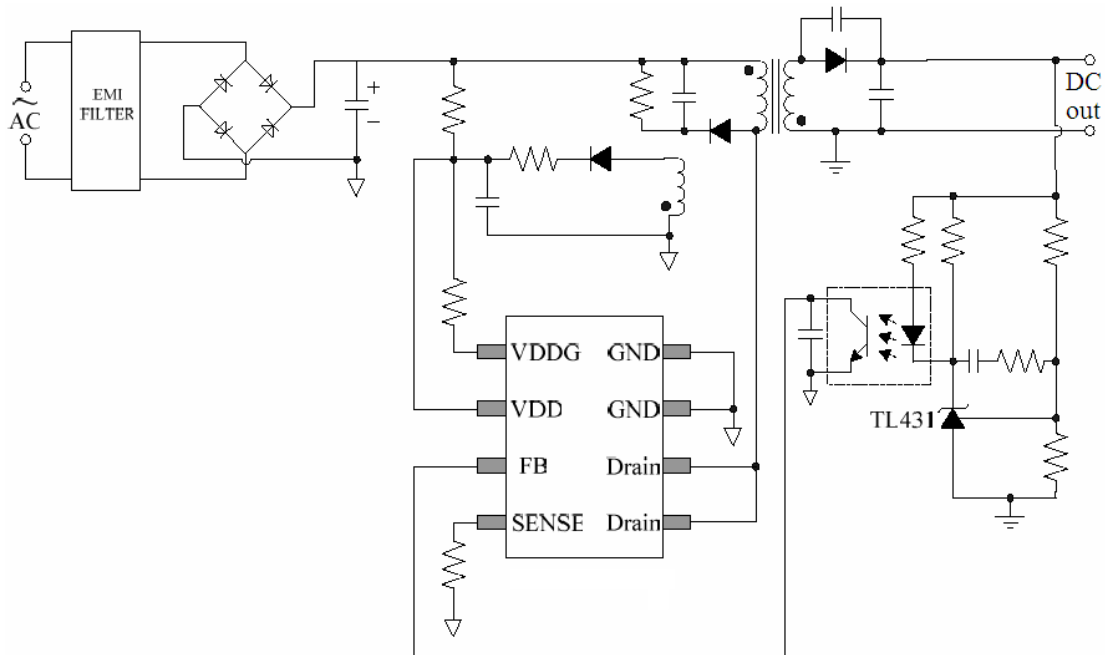 ~
AC
EMI
FILTER
+
−
DC
out
VDDG
GND
VDD
GND
FB
Drain
SENSE
Drain
TL431